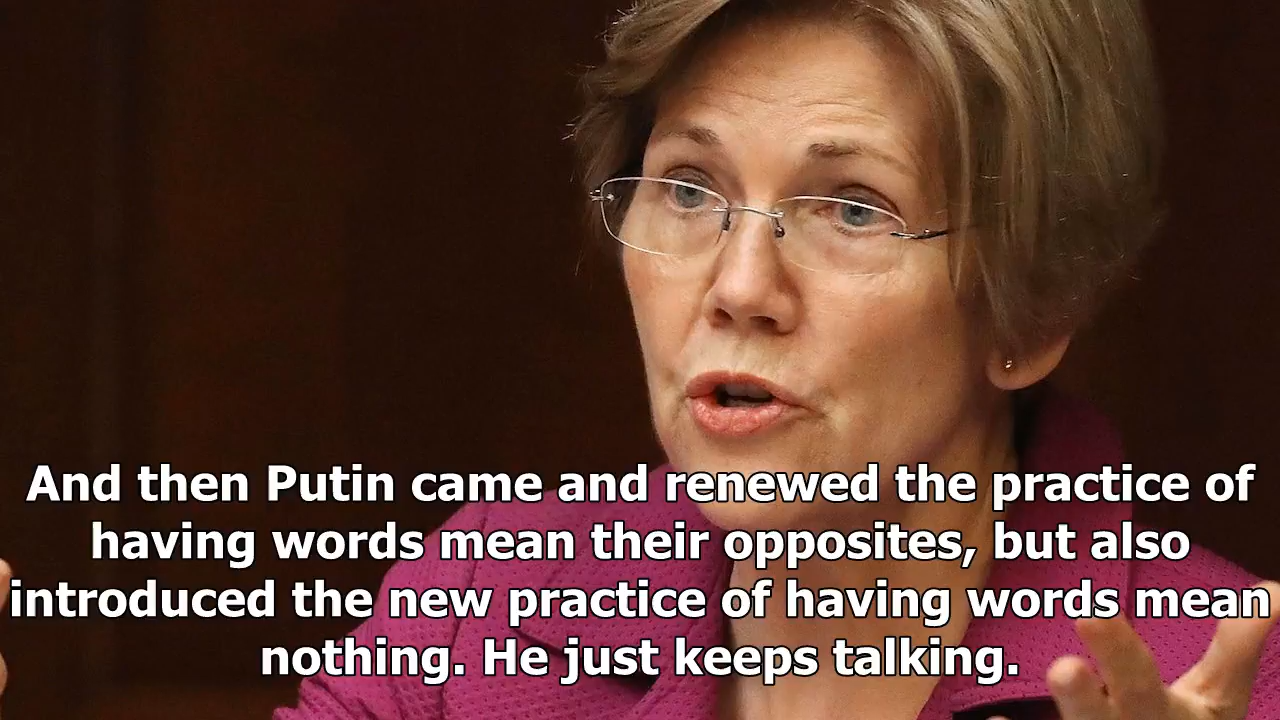 And then Putin came and renewed the practice of
having words mean their opposites, but also
introduced the new practice of having words mean
nothing. He just keeps talking.